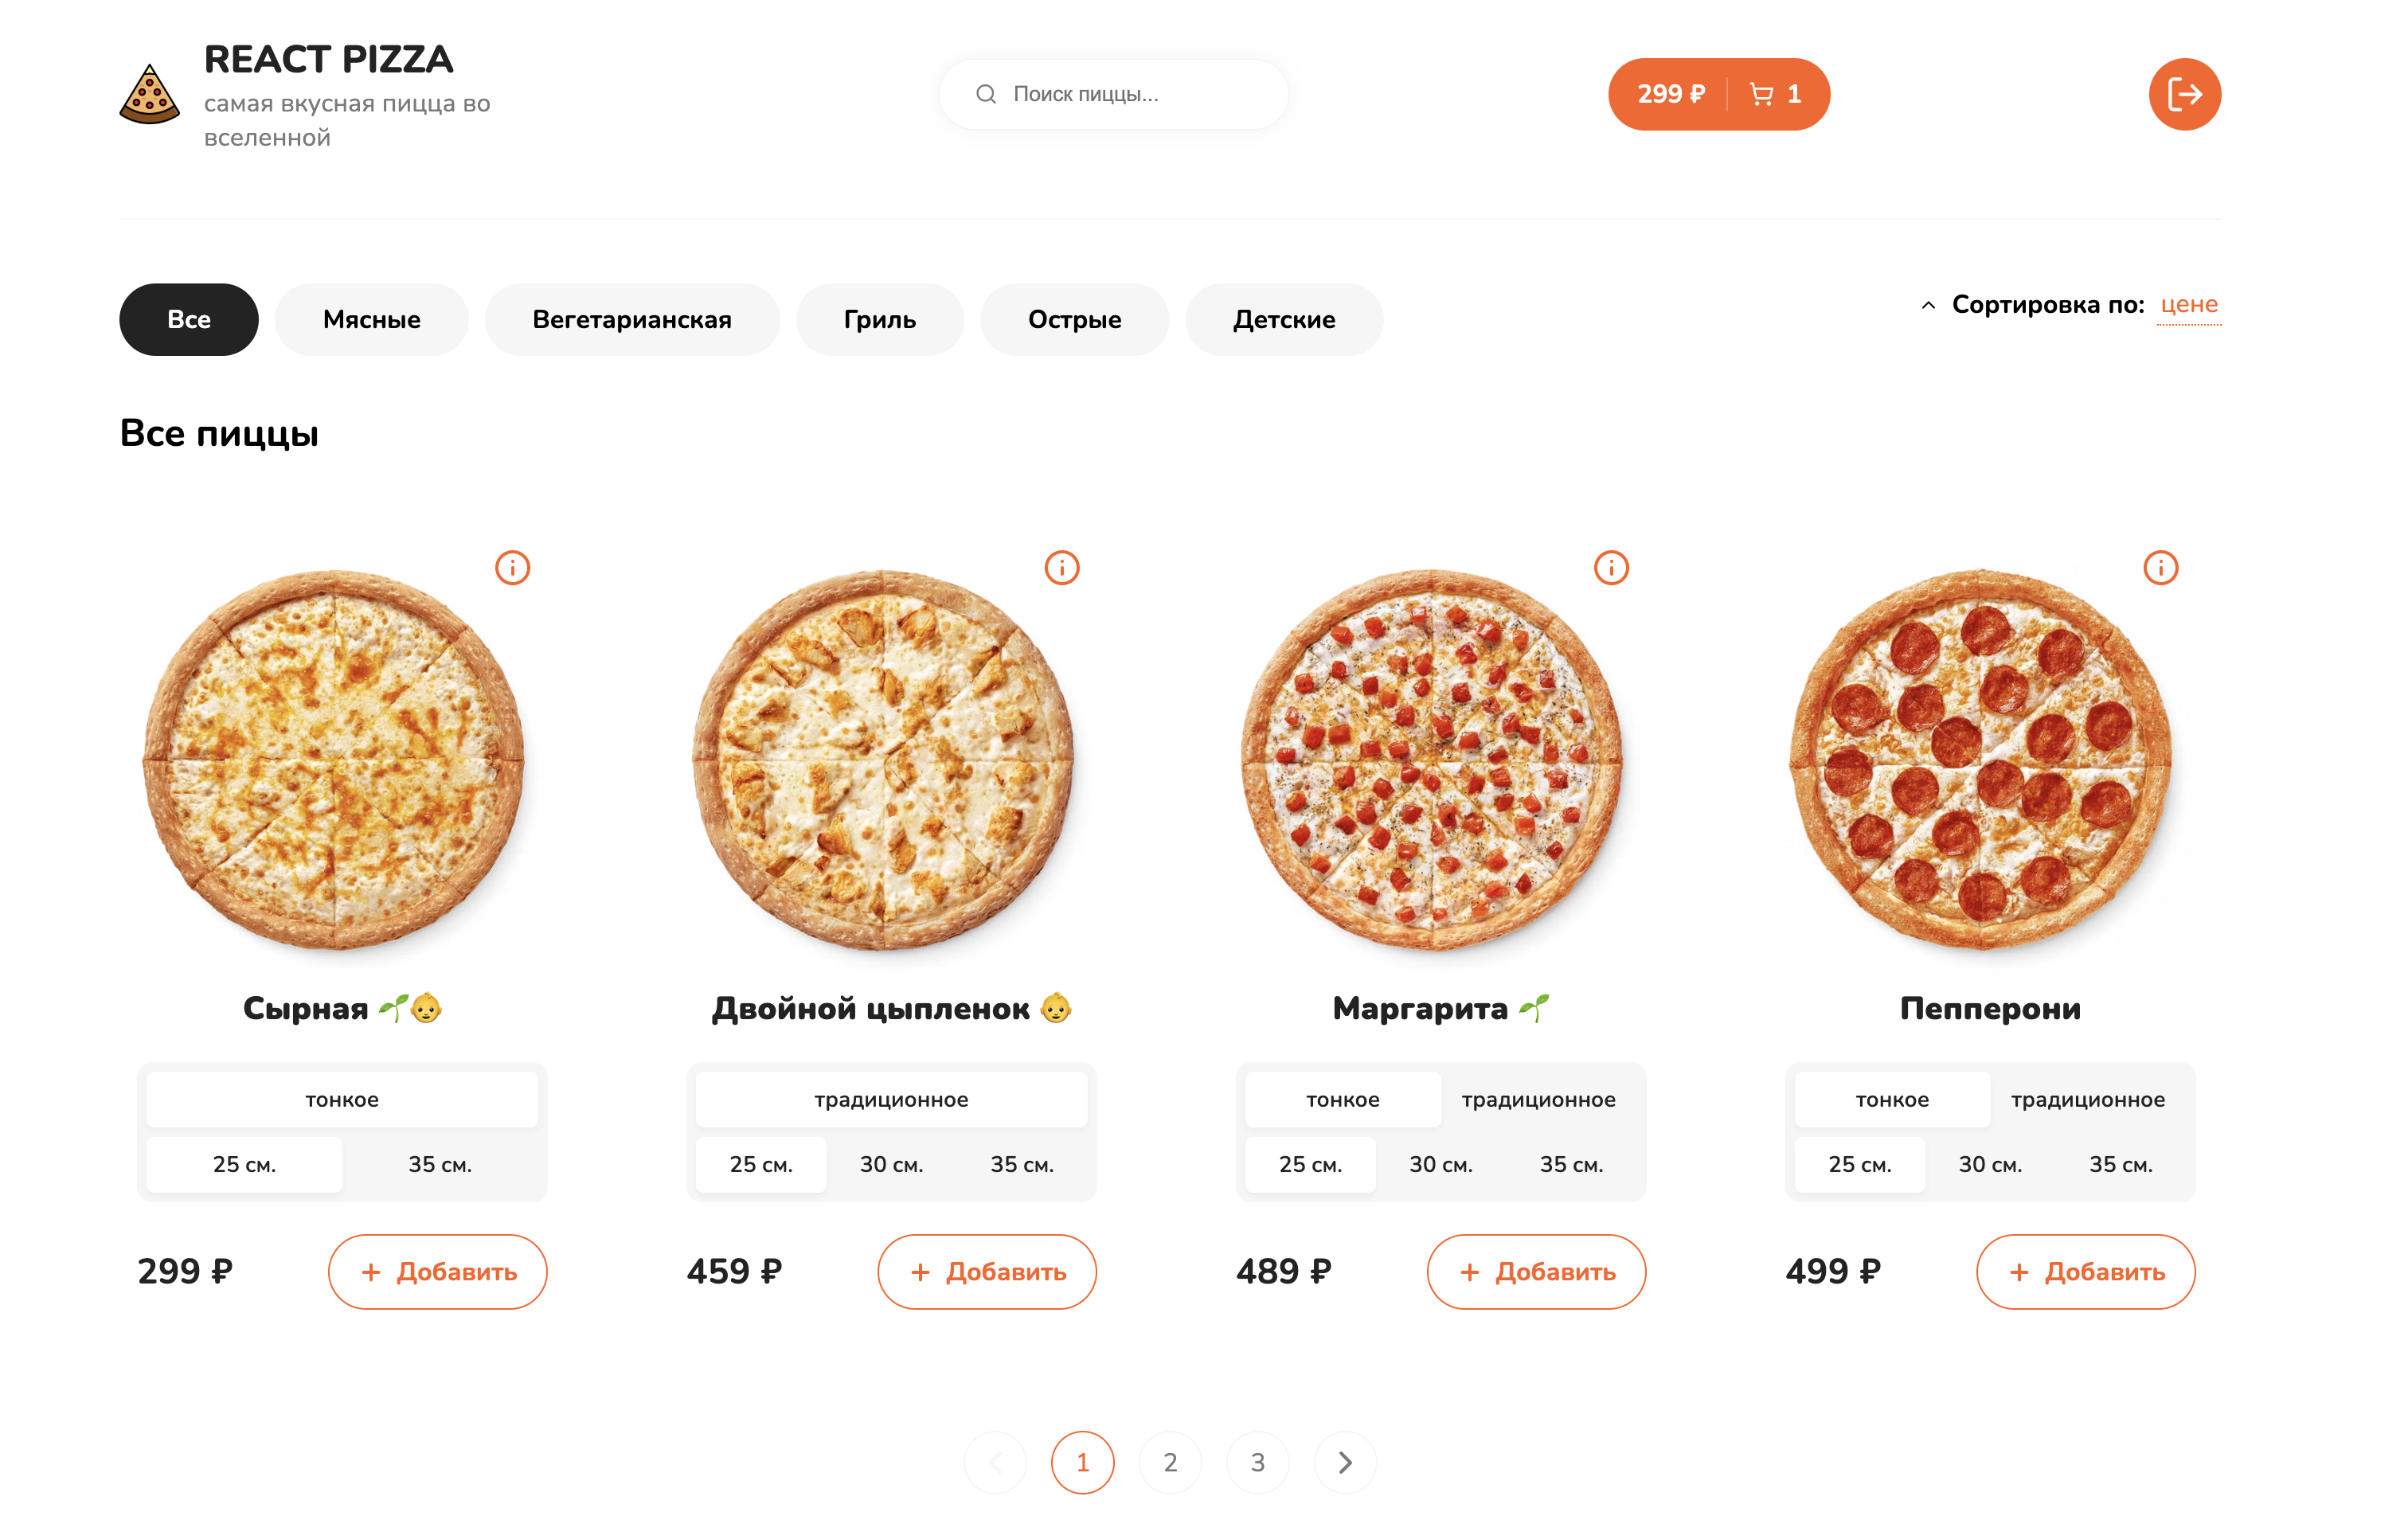 REACT PIZZA
самая вкусная пицца во
вселенной
Поиск пиццы...
299 ₽ 1
Все Мясные Вегетарианская Гриль Острые Детские
Сортировка по: цене
Все пиццы
Сырная 🌱👶 Двойной цыпленок 👶 Маргарита 🌱 Пепперони
тонкое традиционное тонкое традиционное тонкое традиционное
25 см. 35 см. 25 см. 30 см. 35 см. 25 см. 30 см. 35 см. 25 см. 30 см. 35 см.
299 ₽ + Добавить 459 ₽ + Добавить 489 ₽ + Добавить 499 ₽ + Добавить
1 2 3